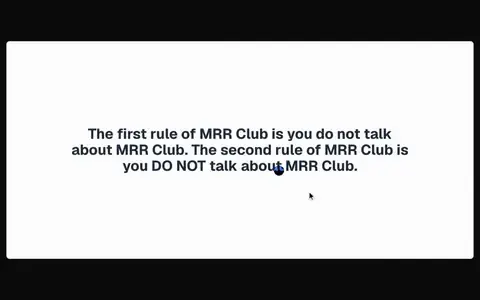 The first rule of MRR Club is you do not talk
about MRR Club. The second rule of MRR Club is
you DO NOT talk about MRR Club.